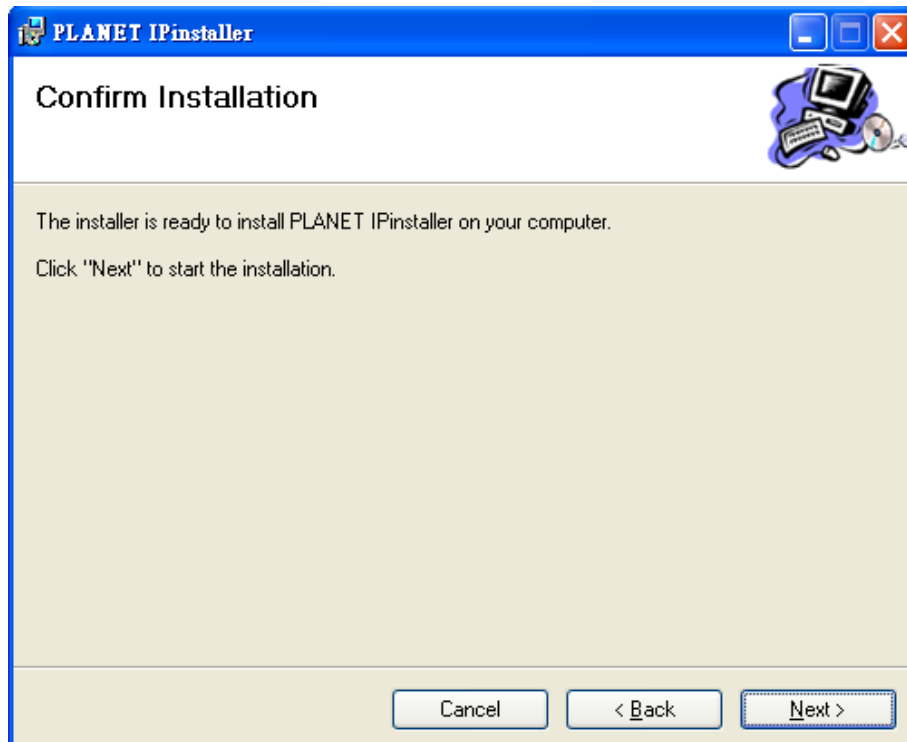 PLANET IPinstaller
Confirm Installation
The installer is ready to install PLANET IPinstaller on your computer.
Click "Next" to start the installation.
Cancel
< Back
Next >